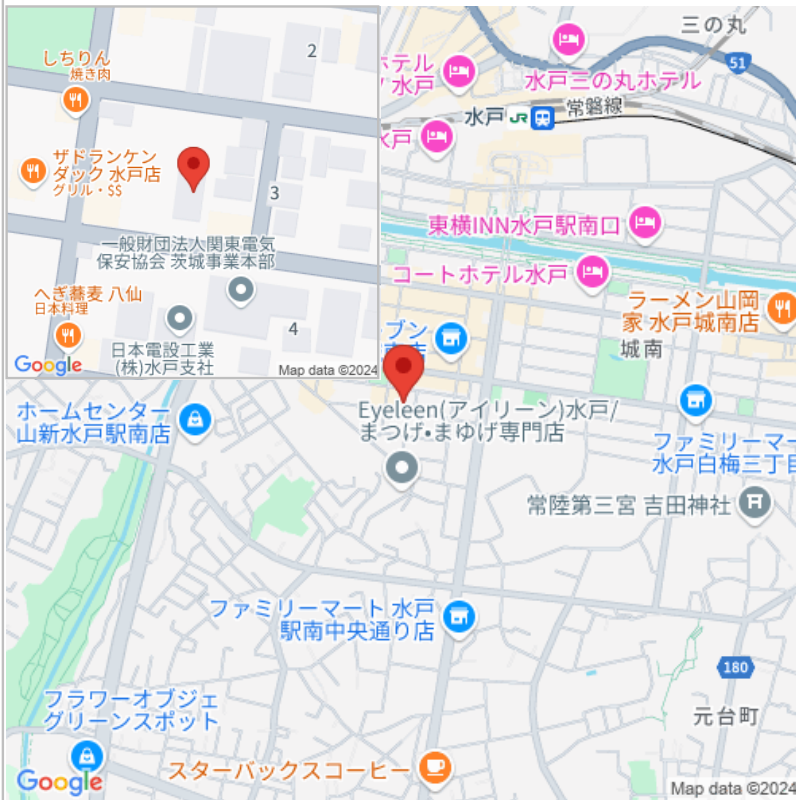 2
しちりん
焼き肉
ザドランケン
ダック 水戸店
グリル・$$
3
一般財団法人関東電気
保安協会 茨城事業本部
へぎ蕎麦 八仙
日本料理
4
日本電設工業
(株)水戸支社
Google
Map data ©2024
三の丸
51
ホテル
水戸
水戸三の丸ホテル
水戸 JR
常磐線
東横INN水戸駅南口
コートホテル水戸
ラーメン山岡
家 水戸城南店
城南
ブン
Eyeleen(アイリーン)水戸/
まつげ・まゆげ専門店
ホームセンター
山新水戸駅南店
ファミリーマー
水戸白梅三丁目
常陸第三宮 吉田神社
ファミリーマート 水戸
駅南中央通り店
180
元台町
フラワーオブジェ
グリーンスポット
スターバックスコーヒー
Google
Map data ©2024